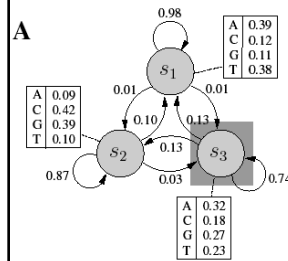 0.98
A
A 0.39
C 0.12
G 0.11
T 0.38
s1
A 0.09
C 0.42
G 0.39
T 0.10
0.01
0.01
0.10
0.13
s2
0.13
s3
0.87
0.03
0.74
A 0.32
C 0.18
G 0.27
T 0.23